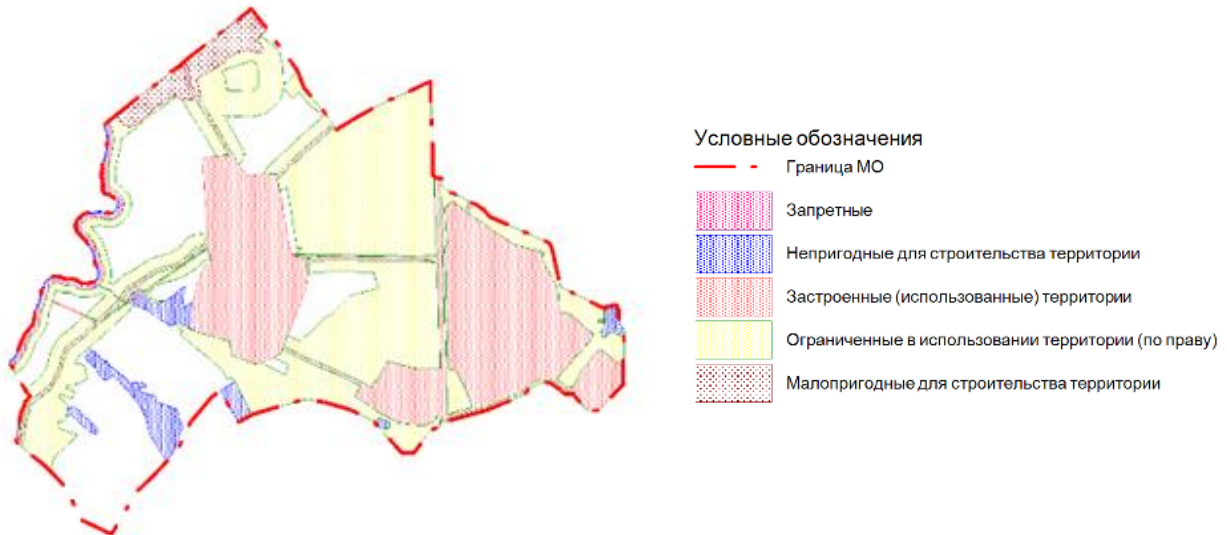 Условные обозначения
Граница МО
Запретные
Непригодные для строительства территории
Застроенные (использованные) территории
Ограниченные в использовании территории (по праву)
Малопригодные для строительства территории